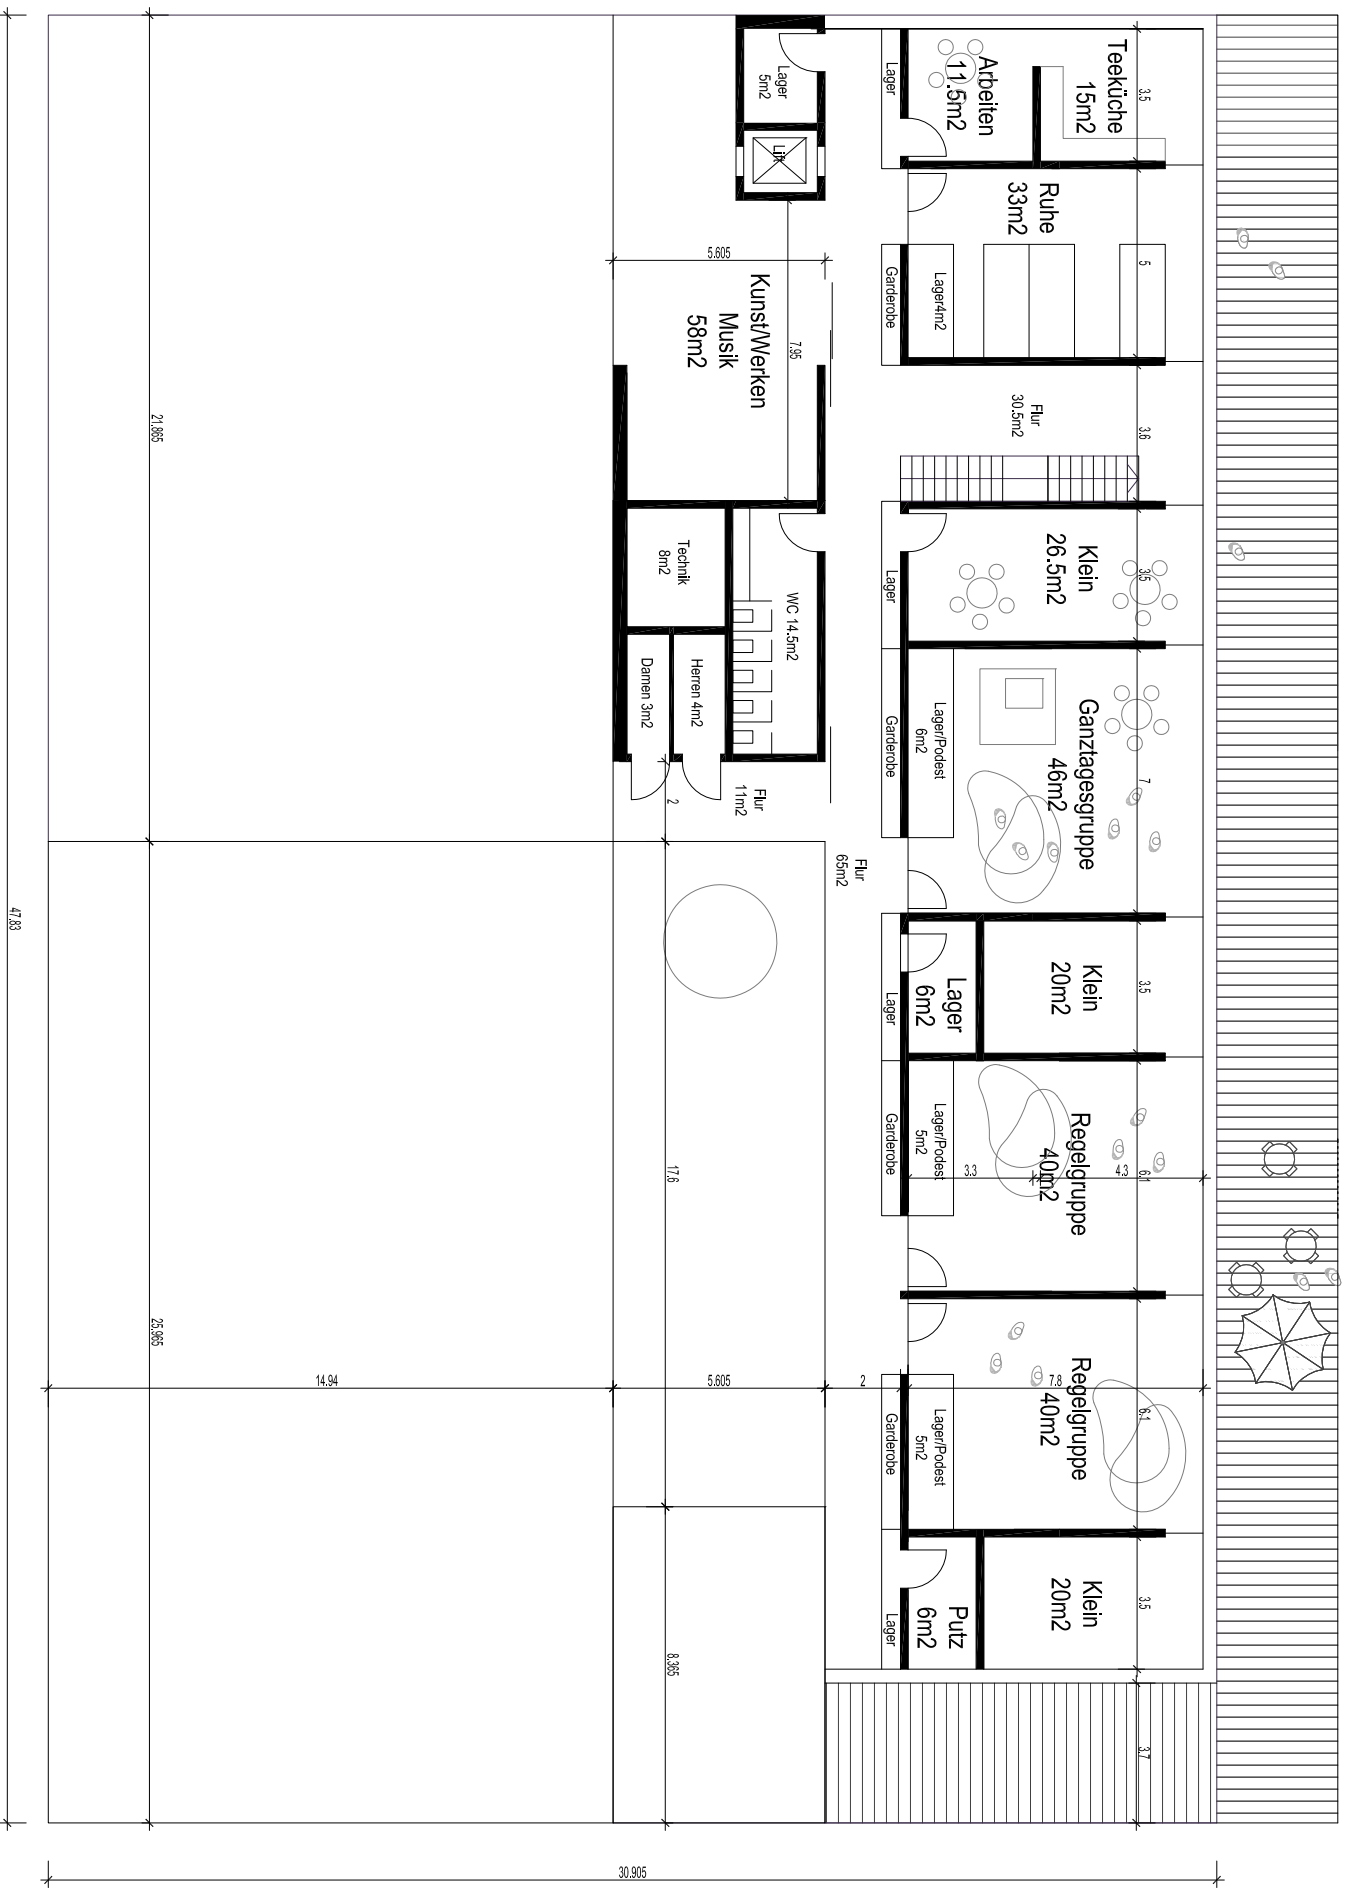 Teeküche
15m2
3.5
Arbeiten
11.5m2
Lager
Lager
5m2
Lift
Ruhe
33m2
5
Lager4m2
Garderobe
5.605
7.95
Kunst/Werken
Musik
58m2
Flur
30.5m2
3.6
21.865
Klein
26.5m2
3.5
Lager
Technik
8m2
WC 14.5m2
Herren 4m2
Damen 3m2
Ganztagesgruppe
46m2
7
Lager/Podest
6m2
Garderobe
Flur
11m2
2
Flur
65m2
47.83
Klein
20m2
3.5
Lager
6m2
Lager
Regelgruppe
40m2
6.1
4.3
3.3
Lager/Podest
5m2
Garderobe
17.6
25.965
14.94
5.605
2
7.8
Regelgruppe
40m2
6.1
Lager/Podest
5m2
Garderobe
Klein
20m2
3.5
Putz
6m2
Lager
8.365
3.7
30.905